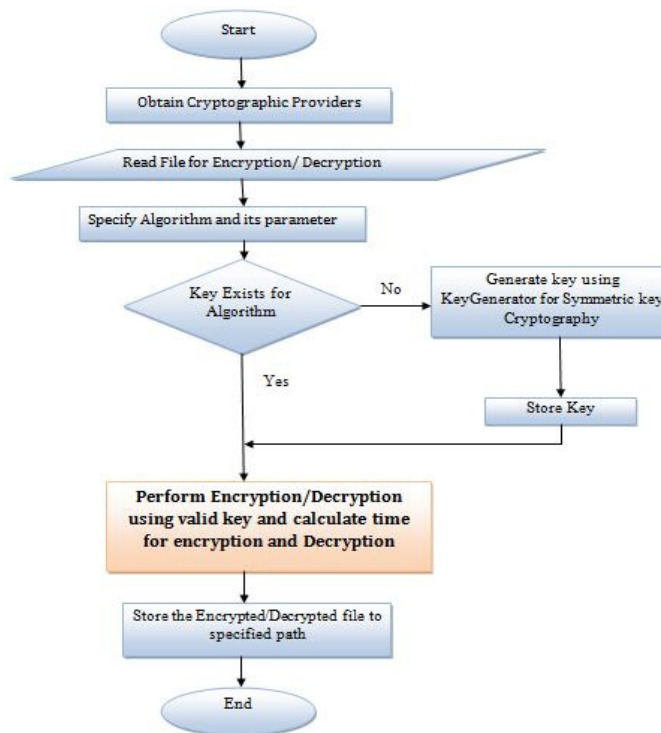 Start
Obtain Cryptographic Providers
Read File for Encryption/ Decryption
Specify Algorithm and its parameter
Key Exists for
Algorithm
No
Generate key using
KeyGenerator for Symmetric key
Cryptography
Yes
Store Key
Perform Encryption/Decryption
using valid key and calculate time
for encryption and Decryption
Store the Encrypted/Decrypted file to
specified path
End